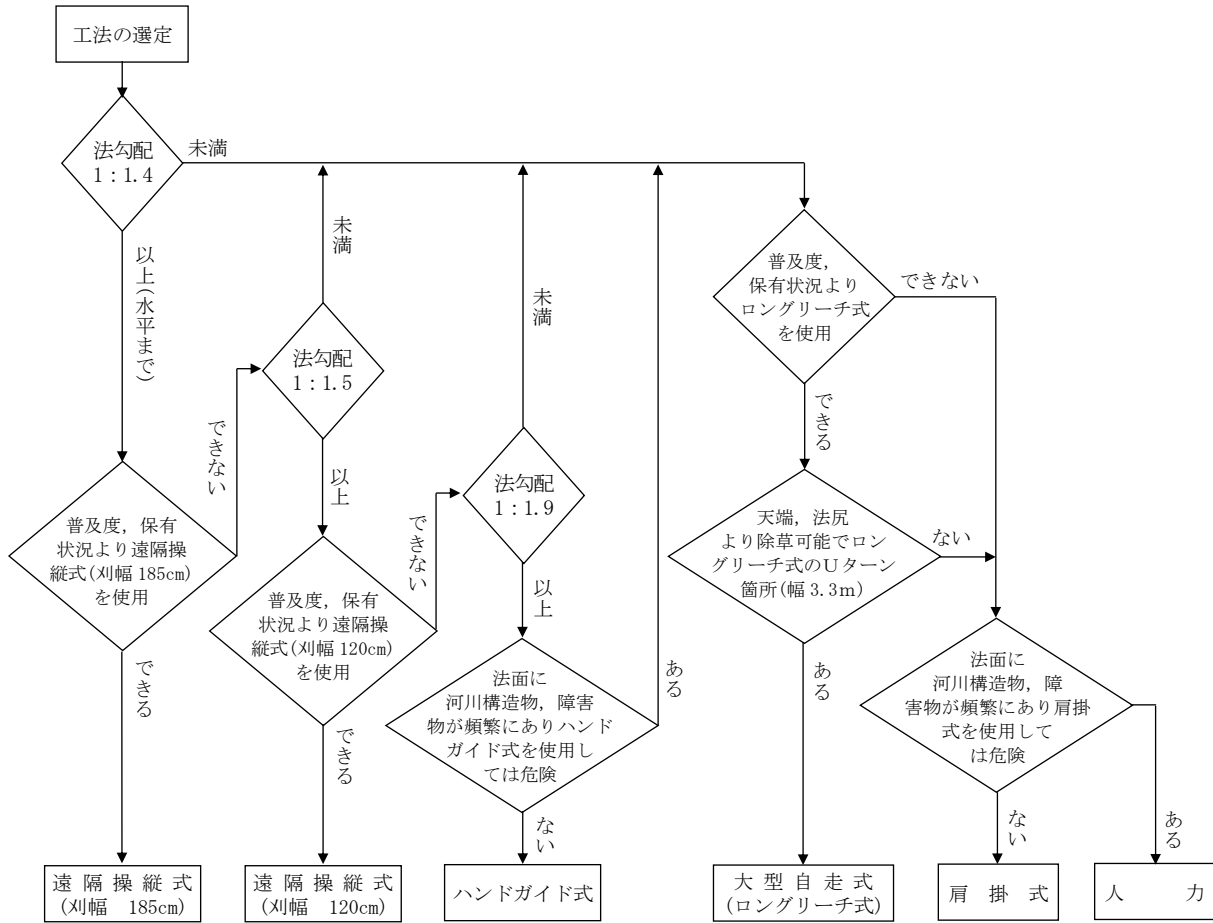 工法の選定
法勾配
1:1.4
未満
以上(水平まで)
普及度,保有
状況より遠隔操
縦式(刈幅185cm)
を使用
できない
できる
法勾配
1:1.5
未満
以上
普及度,保有
状況より遠隔操
縦式(刈幅120cm)
を使用
できない
できる
法勾配
1:1.9
未満
以上
法面に
河川構造物,障害
物が頻繁にありハンド
ガイド式を使用し
ては危険
ある
ない
普及度,
保有状況より
ロングリーチ式
を使用
できない
できる
天端,法尻
より除草可能でロン
グリーチ式のUターン
箇所(幅3.3m)
ない
ある
法面に
河川構造物,障
害物が頻繁にあり肩掛
式を使用して
は危険
ない
ある
遠隔操縦式
(刈幅 185cm)
遠隔操縦式
(刈幅 120cm)
ハンドガイド式
大型自走式
(ロングリーチ式)
肩掛式
人力